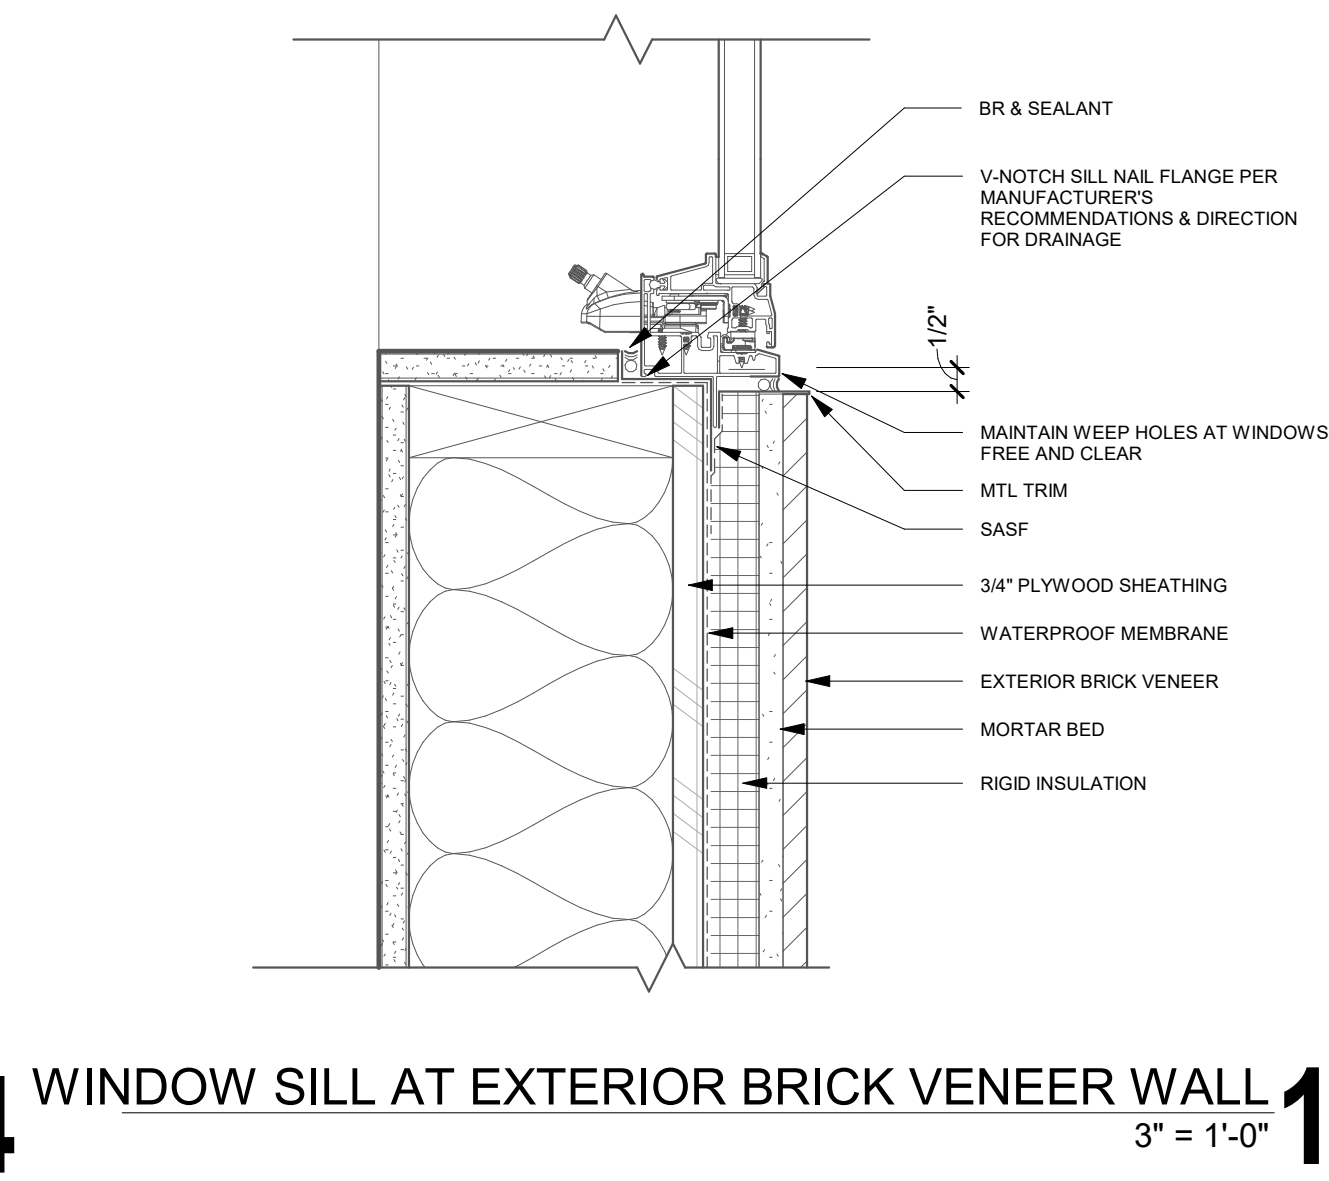 BR & SEALANT
V-NOTCH SILL NAIL FLANGE PER
MANUFACTURER'S
RECOMMENDATIONS & DIRECTION
FOR DRAINAGE
1/2"
MAINTAIN WEEP HOLES AT WINDOWS
FREE AND CLEAR
MTL TRIM
SASF
3/4" PLYWOOD SHEATHING
WATERPROOF MEMBRANE
EXTERIOR BRICK VENEER
MORTAR BED
RIGID INSULATION
4
WINDOW SILL AT EXTERIOR BRICK VENEER WALL
1
3" = 1'-0"